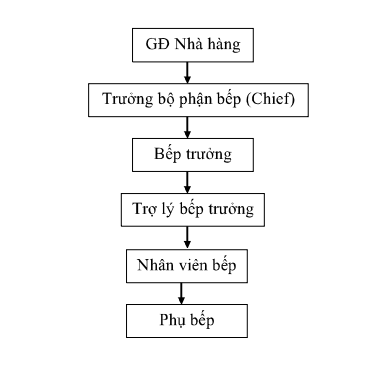 GĐ Nhà hàng
Trưởng bộ phận bếp (Chief)
Bếp trưởng
Trợ lý bếp trưởng
Nhân viên bếp
Phụ bếp